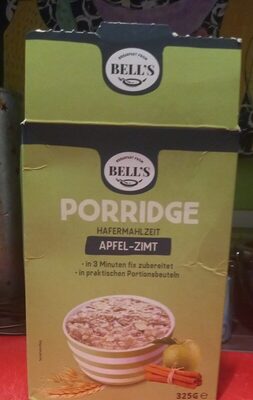 BREAKFAST FROM
BELL'S
BREAKFAST FROM
BELL'S
PORRIDGE
HAFERMAHLZEIT
APFEL-ZIMT
• in 3 Minuten fix zubereitet
• in praktischen Portionsbeuteln
325G e